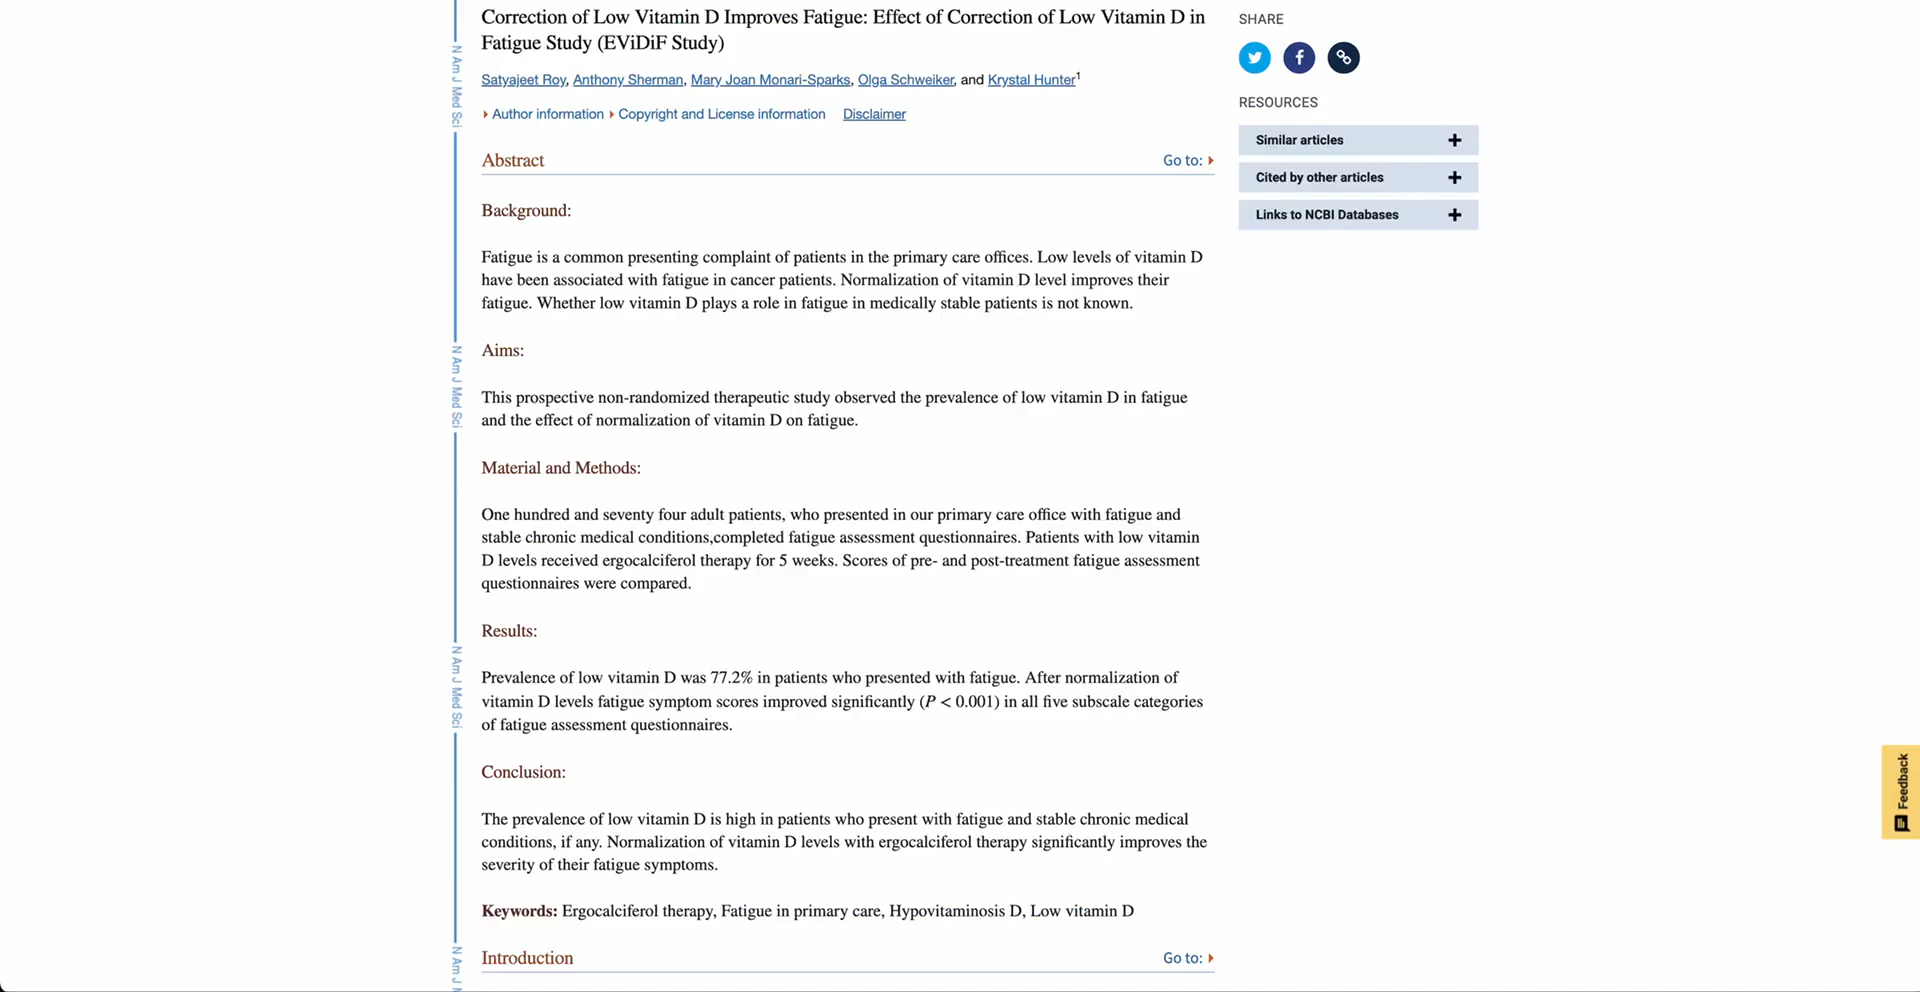 Correction of Low Vitamin D Improves Fatigue: Effect of Correction of Low Vitamin D in
Fatigue Study (EViDiF Study)
Satyajeet Roy, Anthony Sherman, Mary Joan Monari-Sparks, Olga Schweiker, and Krystal Hunter1
Author information Copyright and License information Disclaimer
Abstract
Go to:
Background:
Fatigue is a common presenting complaint of patients in the primary care offices. Low levels of vitamin D
have been associated with fatigue in cancer patients. Normalization of vitamin D level improves their
fatigue. Whether low vitamin D plays a role in fatigue in medically stable patients is not known.
Aims:
This prospective non-randomized therapeutic study observed the prevalence of low vitamin D in fatigue
and the effect of normalization of vitamin D on fatigue.
Material and Methods:
One hundred and seventy four adult patients, who presented in our primary care office with fatigue and
stable chronic medical conditions,completed fatigue assessment questionnaires. Patients with low vitamin
D levels received ergocalciferol therapy for 5 weeks. Scores of pre- and post-treatment fatigue assessment
questionnaires were compared.
Results:
Prevalence of low vitamin D was 77.2% in patients who presented with fatigue. After normalization of
vitamin D levels fatigue symptom scores improved significantly (P < 0.001) in all five subscale categories
of fatigue assessment questionnaires.
Conclusion:
The prevalence of low vitamin D is high in patients who present with fatigue and stable chronic medical
conditions, if any. Normalization of vitamin D levels with ergocalciferol therapy significantly improves the
severity of their fatigue symptoms.
Keywords: Ergocalciferol therapy, Fatigue in primary care, Hypovitaminosis D, Low vitamin D
Introduction
Go to:
N Am J Med Sci
N Am J Med Sci
N Am J Med Sci
N Am J
SHARE
RESOURCES
Similar articles
Cited by other articles
Links to NCBI Databases
Feedback